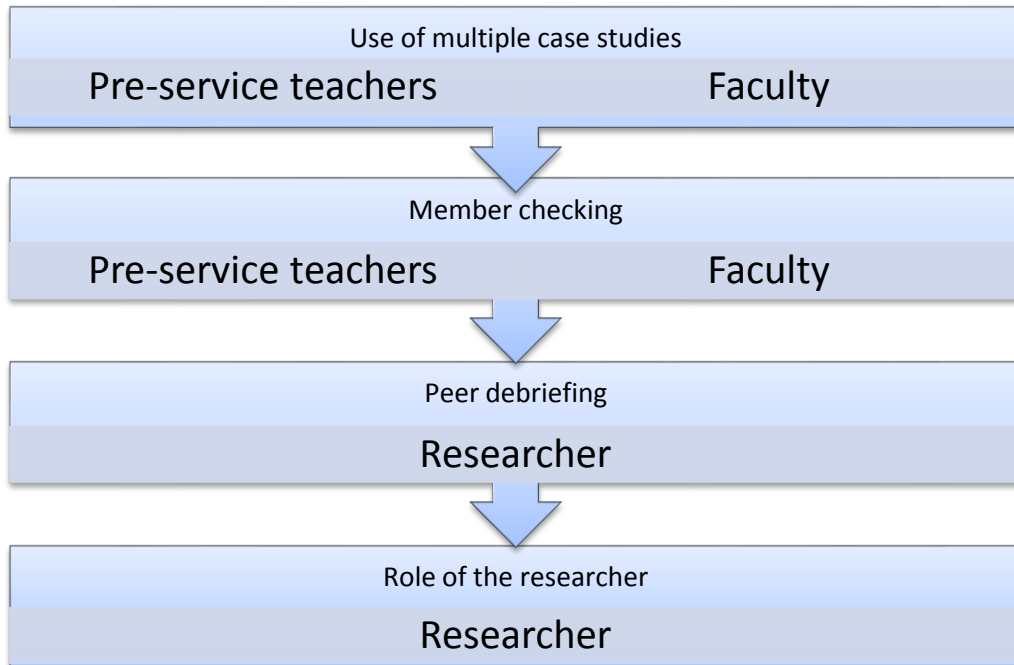 Use of multiple case studies
Pre-service teachers Faculty
Member checking
Pre-service teachers Faculty
Peer debriefing
Researcher
Role of the researcher
Researcher